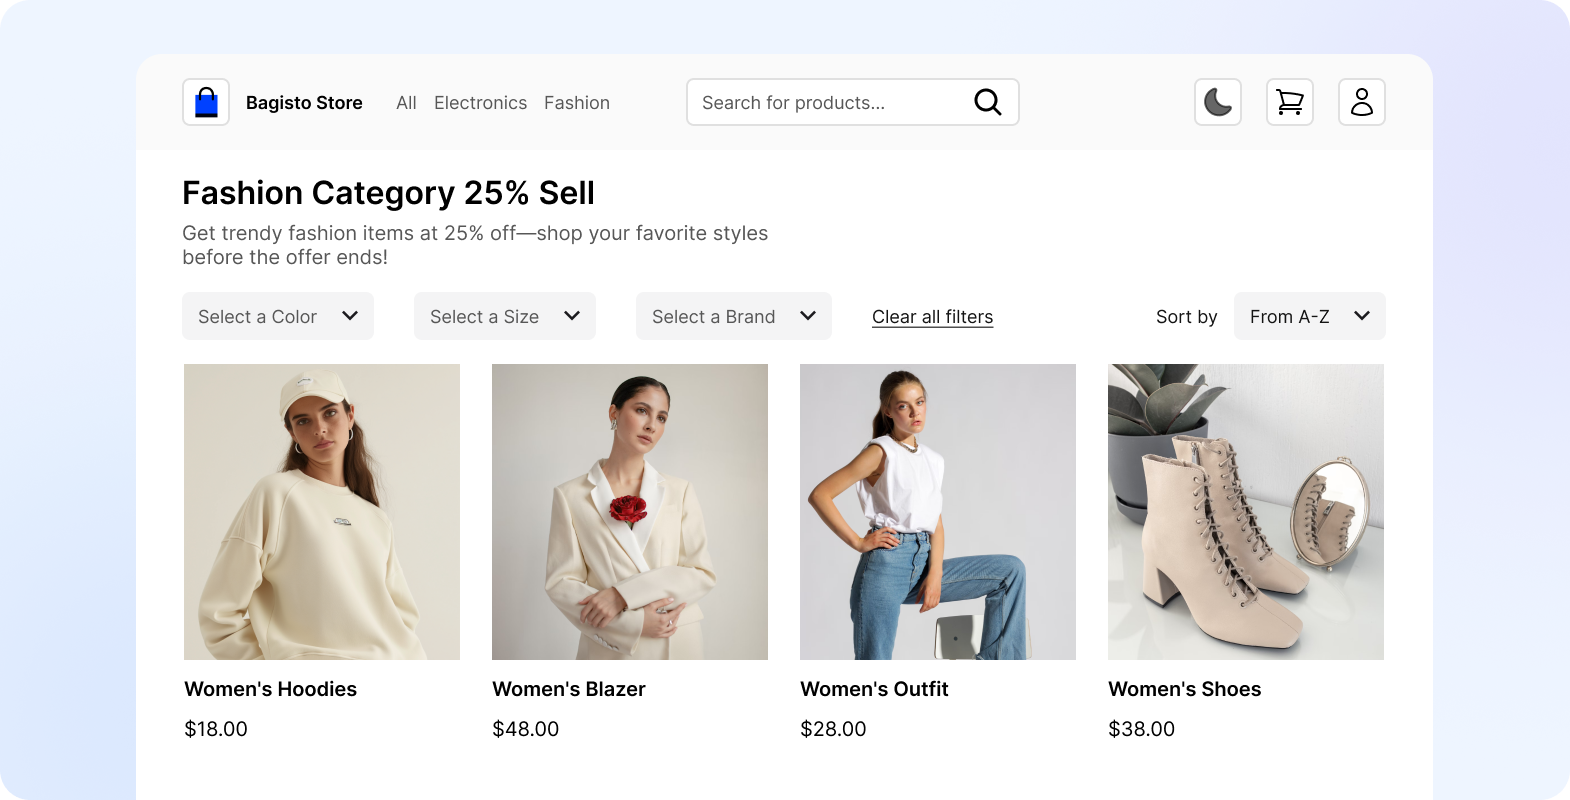 Bagisto Store
All
Electronics
Fashion
Search for products...
Fashion Category 25% Sell
Get trendy fashion items at 25% off—shop your favorite styles
before the offer ends!
Select a Color
Select a Size
Select a Brand
Clear all filters
Sort by
From A-Z
Women's Hoodies
Women's Blazer
Women's Outfit
Women's Shoes
$18.00
$48.00
$28.00
$38.00